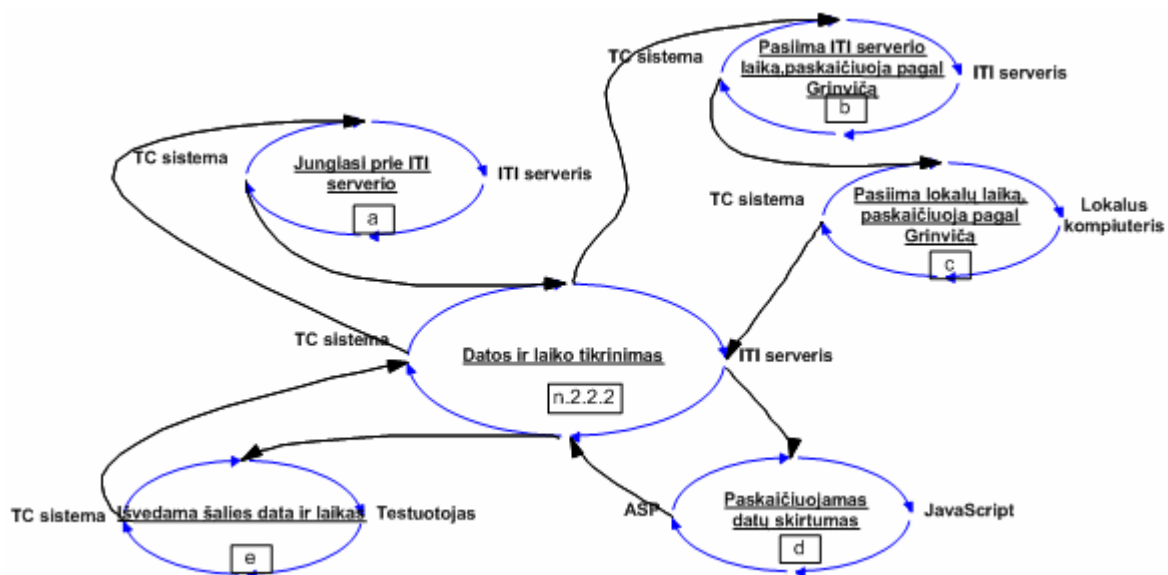 TC sistema
Pasiima ITI serverio
laiką,paskaičiuoja pagal
Grinvičą
b
ITI serveris
TC sistema
Jungiasi prie ITI
serverio
a
ITI serveris
TC sistema
Pasiima lokalų laiką,
paskaičiuoja pagal
Grinvičą
c
Lokalus
kompiuteris
TC sistema
Datos ir laiko tikrinimas
n.2.2.2
ITI serveris
TC sistema
Išvedama šalies data ir laikas
e
Testuotojas
ASP
Paskaičiuojamas
datų skirtumas
d
JavaScript